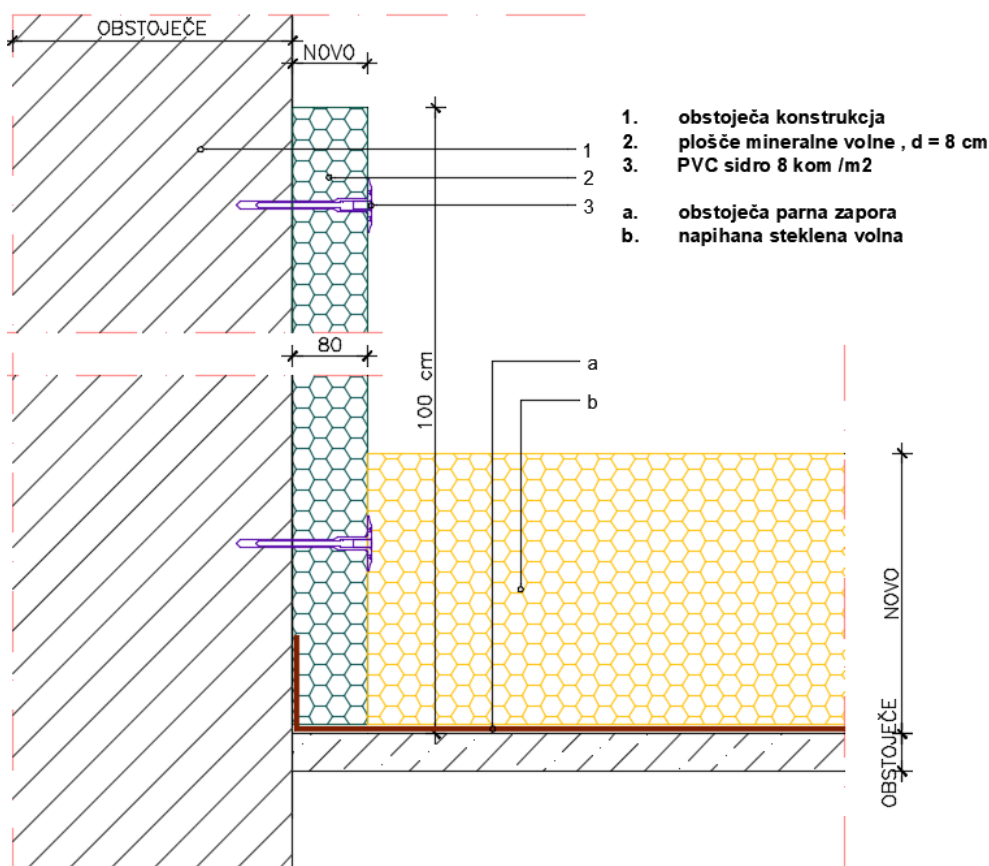 OBSTOJEČE
NOVO
1. obstoječa konstrukcja
2. plošče mineralne volne , d = 8 cm
3. PVC sidro 8 kom /m2
a. obstoječa parna zapora
b. napihana steklena volna
1
2
3
80
100 cm
a
b
NOVO
OBSTOJEČE